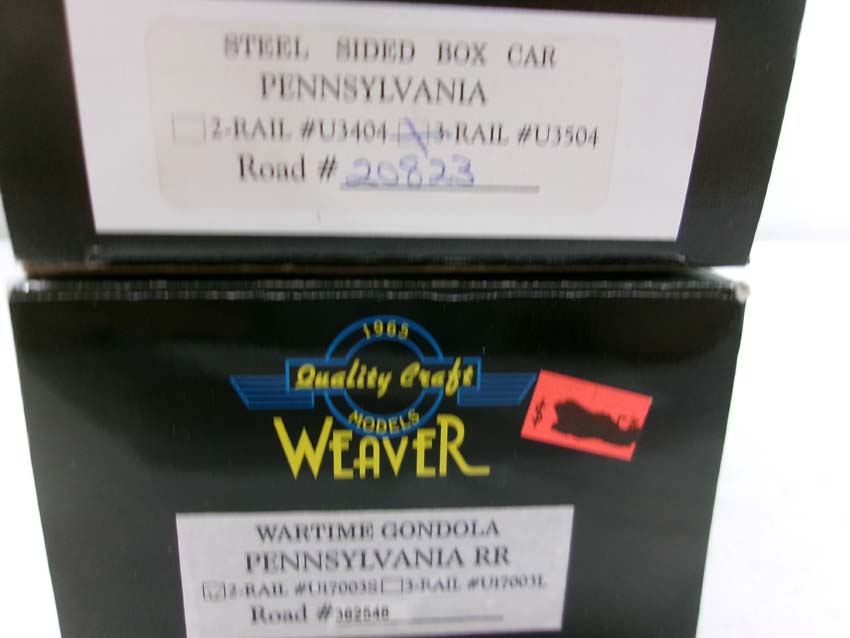 STEEL SIDED BOX CAR
PENNSYLVANIA
2-RAIL #U3404 3-RAIL #U3504
Road # 20823
1965
Quality Craft
MODELS
WEAVER
$
WARTIME GONDOLA
PENNSYLVANIA RR
2-RAIL #U17003S 3-RAIL #U17003L
Road # 362540